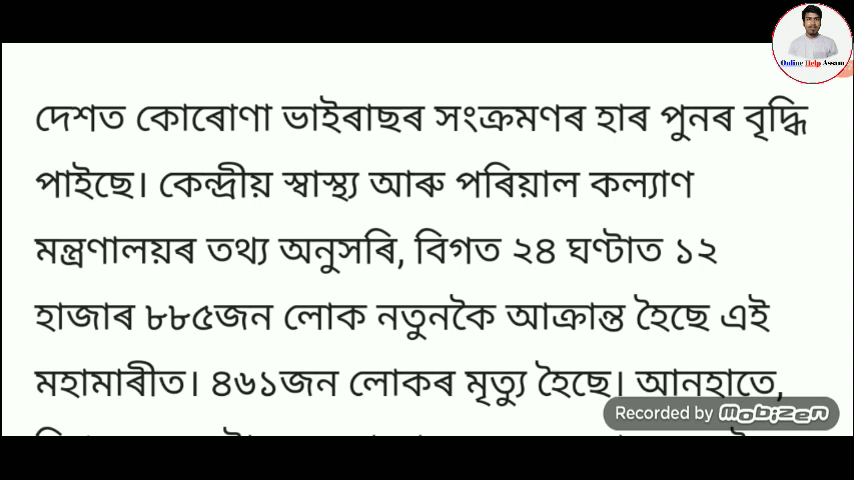 Online Help Assam
দেশত কোৰোণা ভাইৰাছৰ সংক্ৰমণৰ হাৰ পুনৰ বৃদ্ধি
পাইছে। কেন্দ্ৰীয় স্বাস্থ্য আৰু পৰিয়াল কল্যাণ
মন্ত্ৰণালয়ৰ তথ্য অনুসৰি, বিগত ২৪ ঘণ্টাত ১২
হাজাৰ ৮৮৫জন লোক নতুনকৈ আক্ৰান্ত হৈছে এই
মহামাৰীত। ৪৬১জন লোকৰ মৃত্যু হৈছে। আনহাতে,
Recorded by MOBIZEN